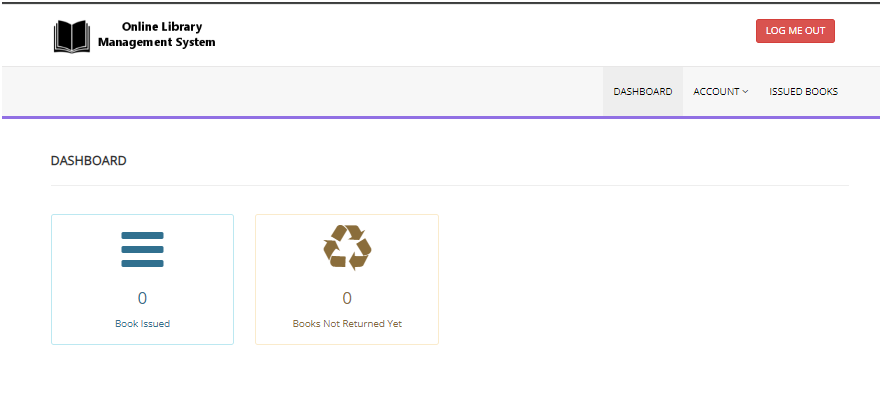 Online Library
Management System
LOG ME OUT
DASHBOARD
ACCOUNT
ISSUED BOOKS
DASHBOARD
0
Book Issued
0
Books Not Returned Yet